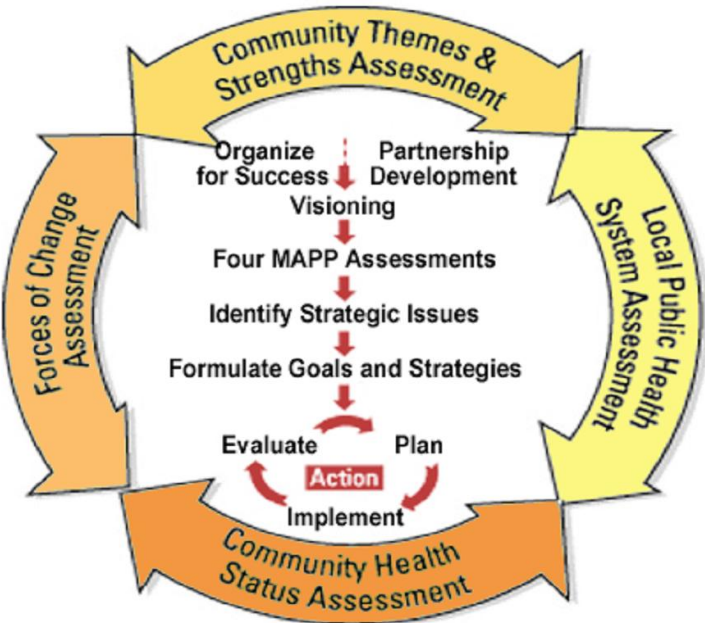 Community Themes &
Strengths Assessment
Organize
for Success
Partnership
Development
Visioning
Four MAPP Assessments
Identify Strategic Issues
Formulate Goals and Strategies
Evaluate
Plan
Action
Implement
Forces of Change
Assessment
Local Public Health
System Assessment
Community Health
Status Assessment